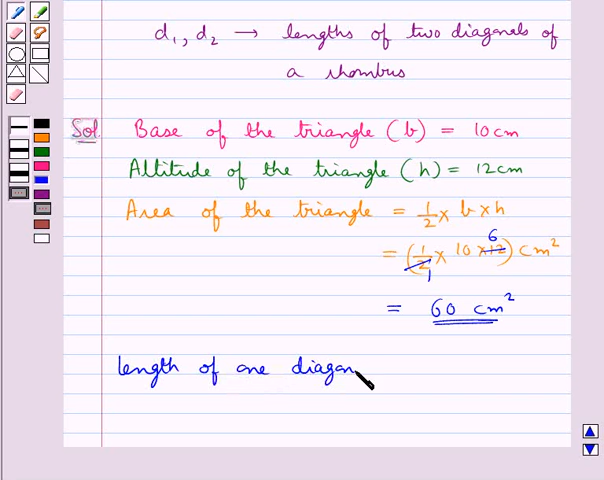 d₁, d₂ → lengths of two diagonals of
a rhombus
Sol. Base of the triangle (b) = 10 cm
Altitude of the triangle (h) = 12 cm
Area of the triangle = 1/2 × b × h
= (1/2 × 10 × 12) cm²
6
1
= 60 cm²
length of one diagon